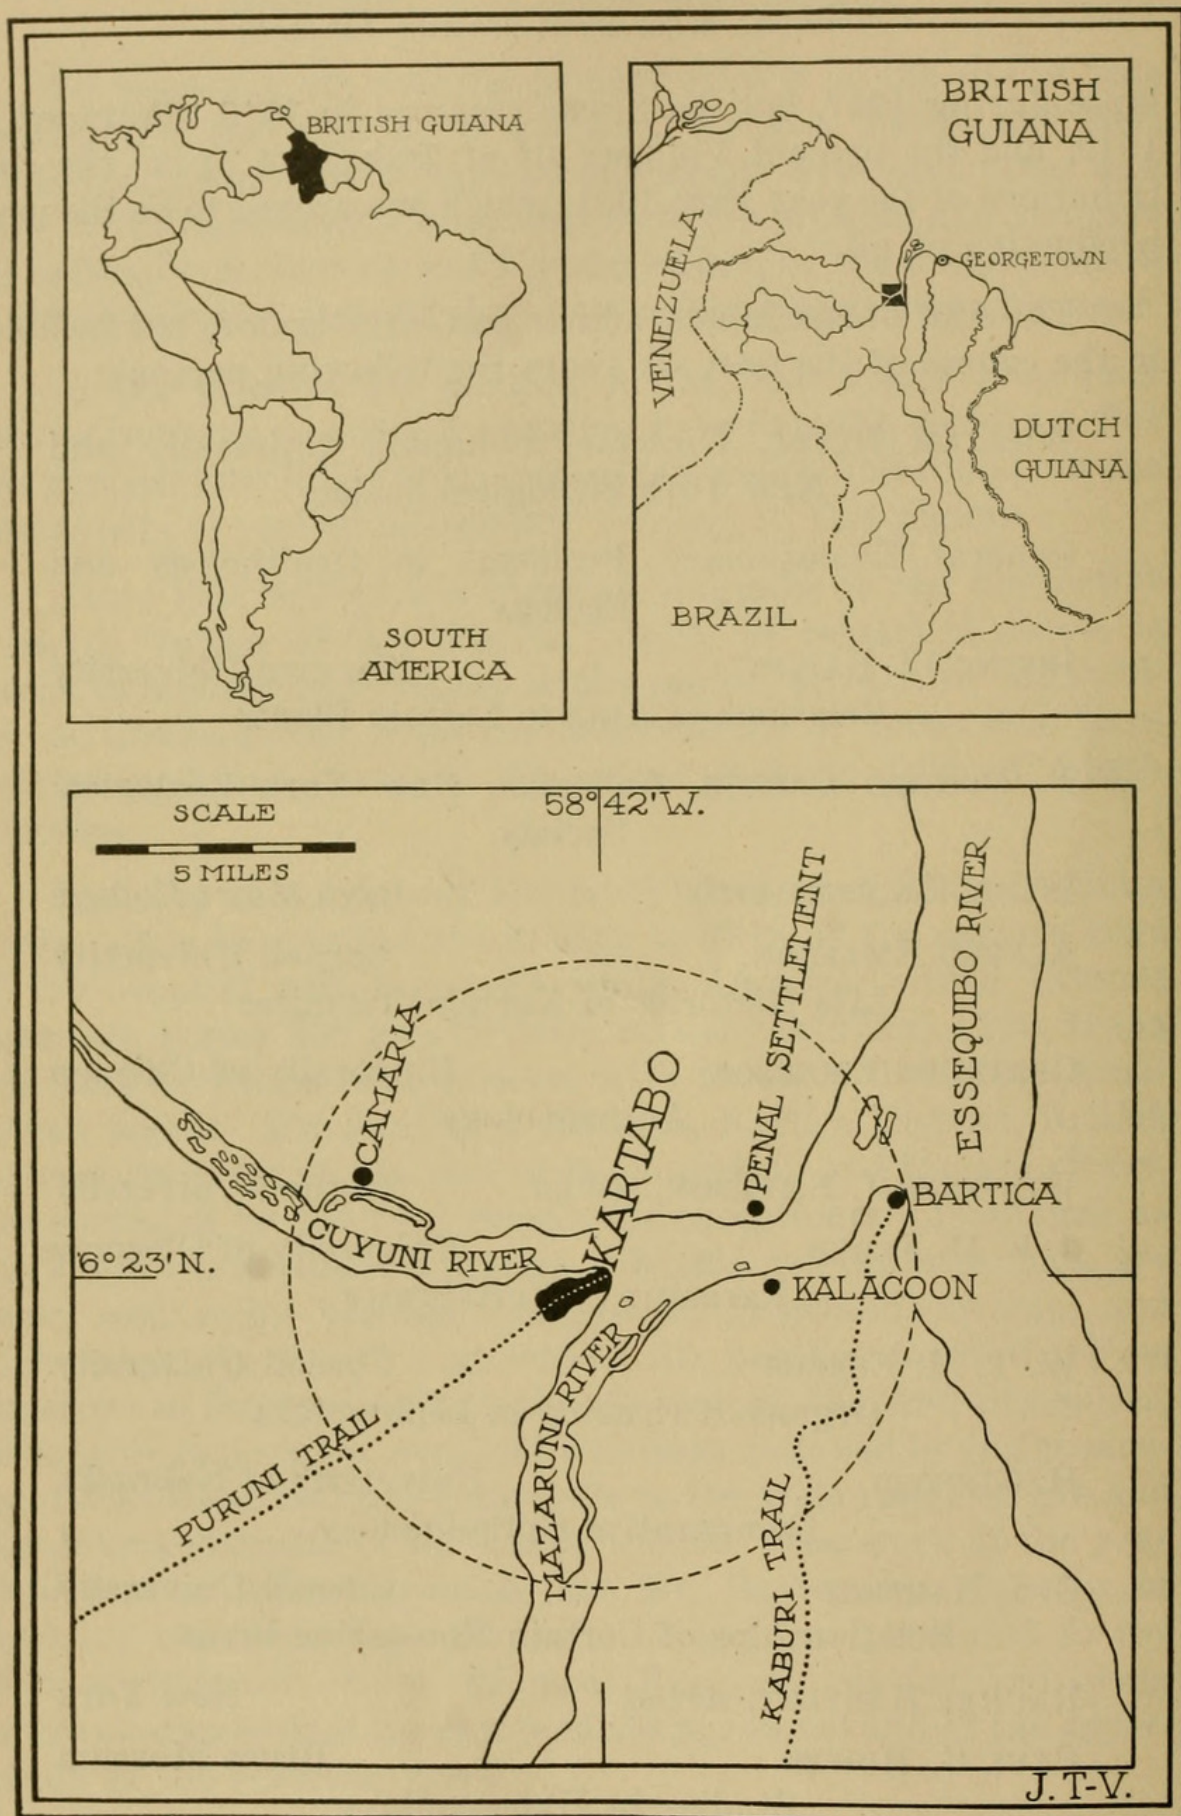 BRITISH GUIANA
SOUTH
AMERICA
BRITISH
GUIANA
VENEZUELA
GEORGETOWN
DUTCH
GUIANA
BRAZIL
SCALE
5 MILES
58°42'W.
ESSEQUIBO RIVER
PENAL SETTLEMENT
CAMARIA
KARTABO
BARTICA
CUYUNI RIVER
6°23'N.
KALACOON
MAZARUNI RIVER
PURUNI TRAIL
KABURI TRAIL
J.T-V.